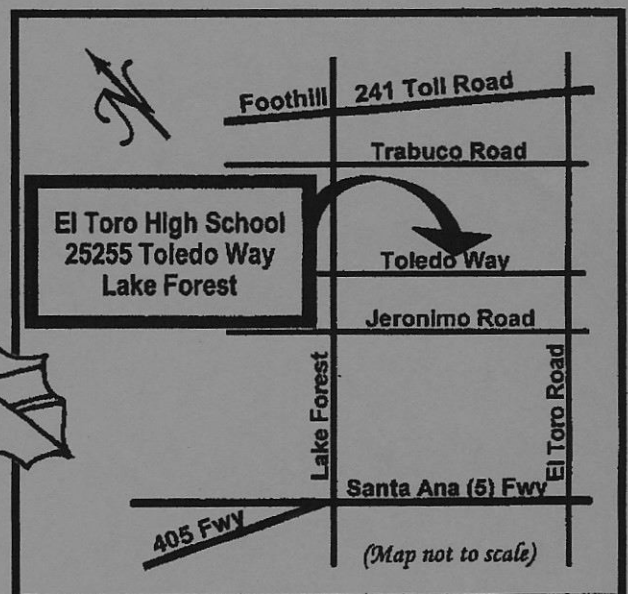 N
Foothill 241 Toll Road
Trabuco Road
El Toro High School
25255 Toledo Way
Lake Forest
Toledo Way
Jeronimo Road
Lake Forest
El Toro Road
Santa Ana (5) Fwy
405 Fwy
(Map not to scale)